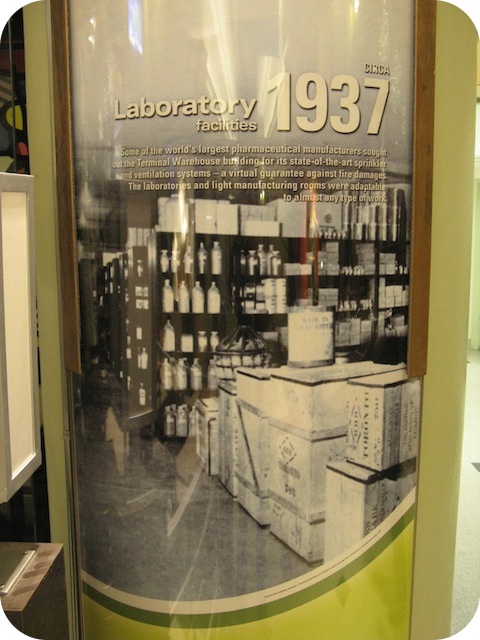 CIRCA
Laboratory
facilities
1937
Some of the world's largest pharmaceutical manufacturers sought
out the Terminal Warehouse building for its state-of-the-art sprinkler
and ventilation systems – a virtual guarantee against fire damages.
The laboratories and light manufacturing rooms were adaptable
to almost any type of work.
TORONTO